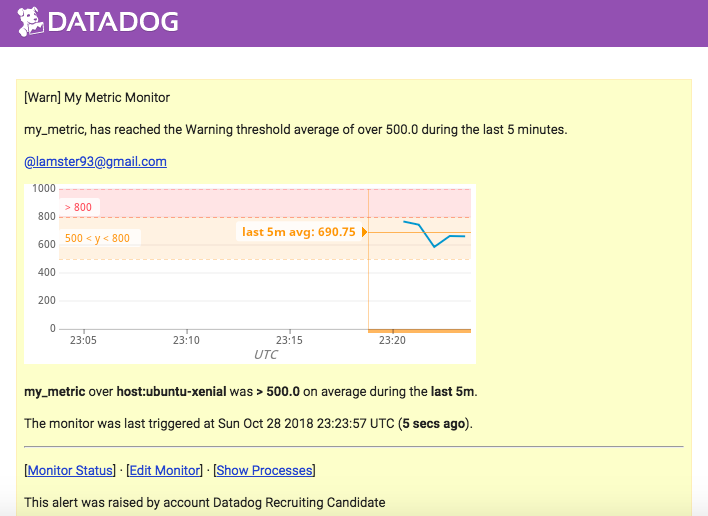 DATADOG
[Warn] My Metric Monitor
my_metric, has reached the Warning threshold average of over 500.0 during the last 5 minutes.
@lamster93@gmail.com
1000
> 800
800
500 < y < 800
last 5m avg: 690.75
600
400
200
0
23:05 23:10 23:15 23:20
UTC
my_metric over host:ubuntu-xenial was > 500.0 on average during the last 5m.
The monitor was last triggered at Sun Oct 28 2018 23:23:57 UTC (5 secs ago).
[Monitor Status] · [Edit Monitor] · [Show Processes]
This alert was raised by account Datadog Recruiting Candidate